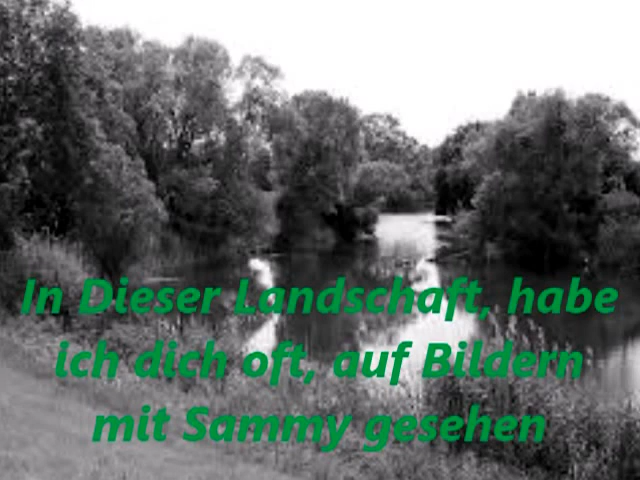 In Dieser Landschaft, habe
ich dich oft, auf Bildern
mit Sammy gesehen